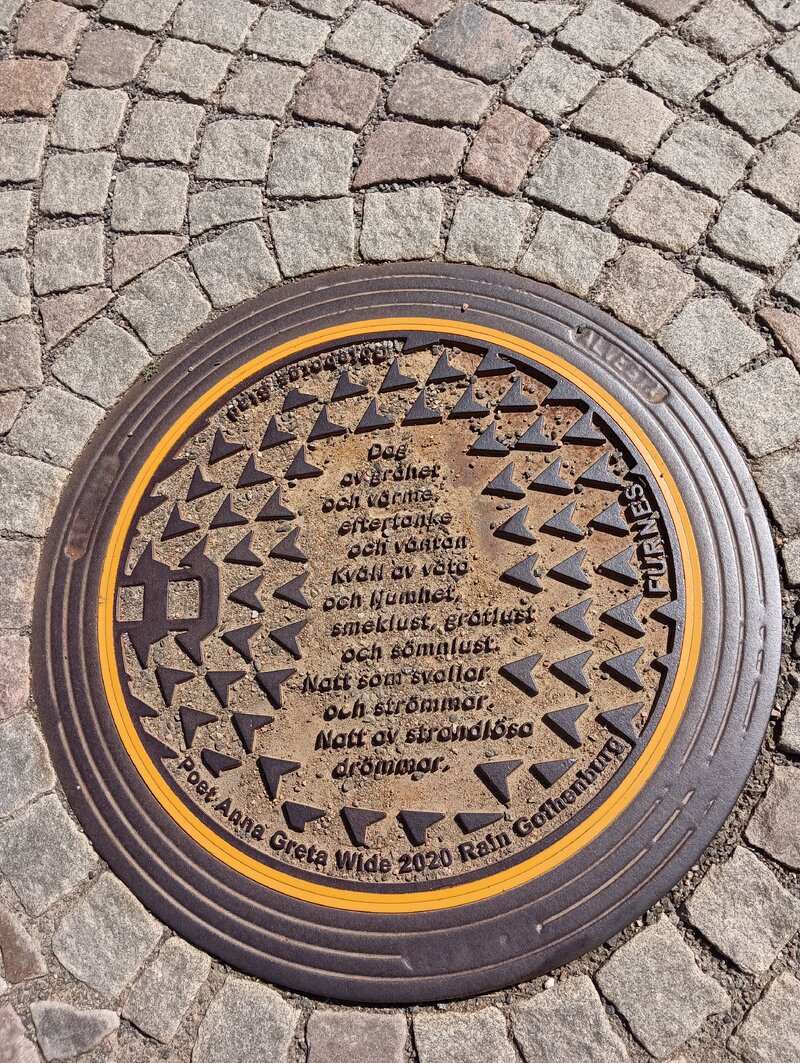 ALVESTA
FURNES
Dag
av gråhet
och värme,
eftertanke
och väntan
Kväll av väta
och ljumhet,
smeklust, gråtlust
och sömnlust.
Natt som svallar
och strömmar.
Natt av strandlösa
drömmar.
Poet Anna Greta Wide 2020 Rain Gothenburg